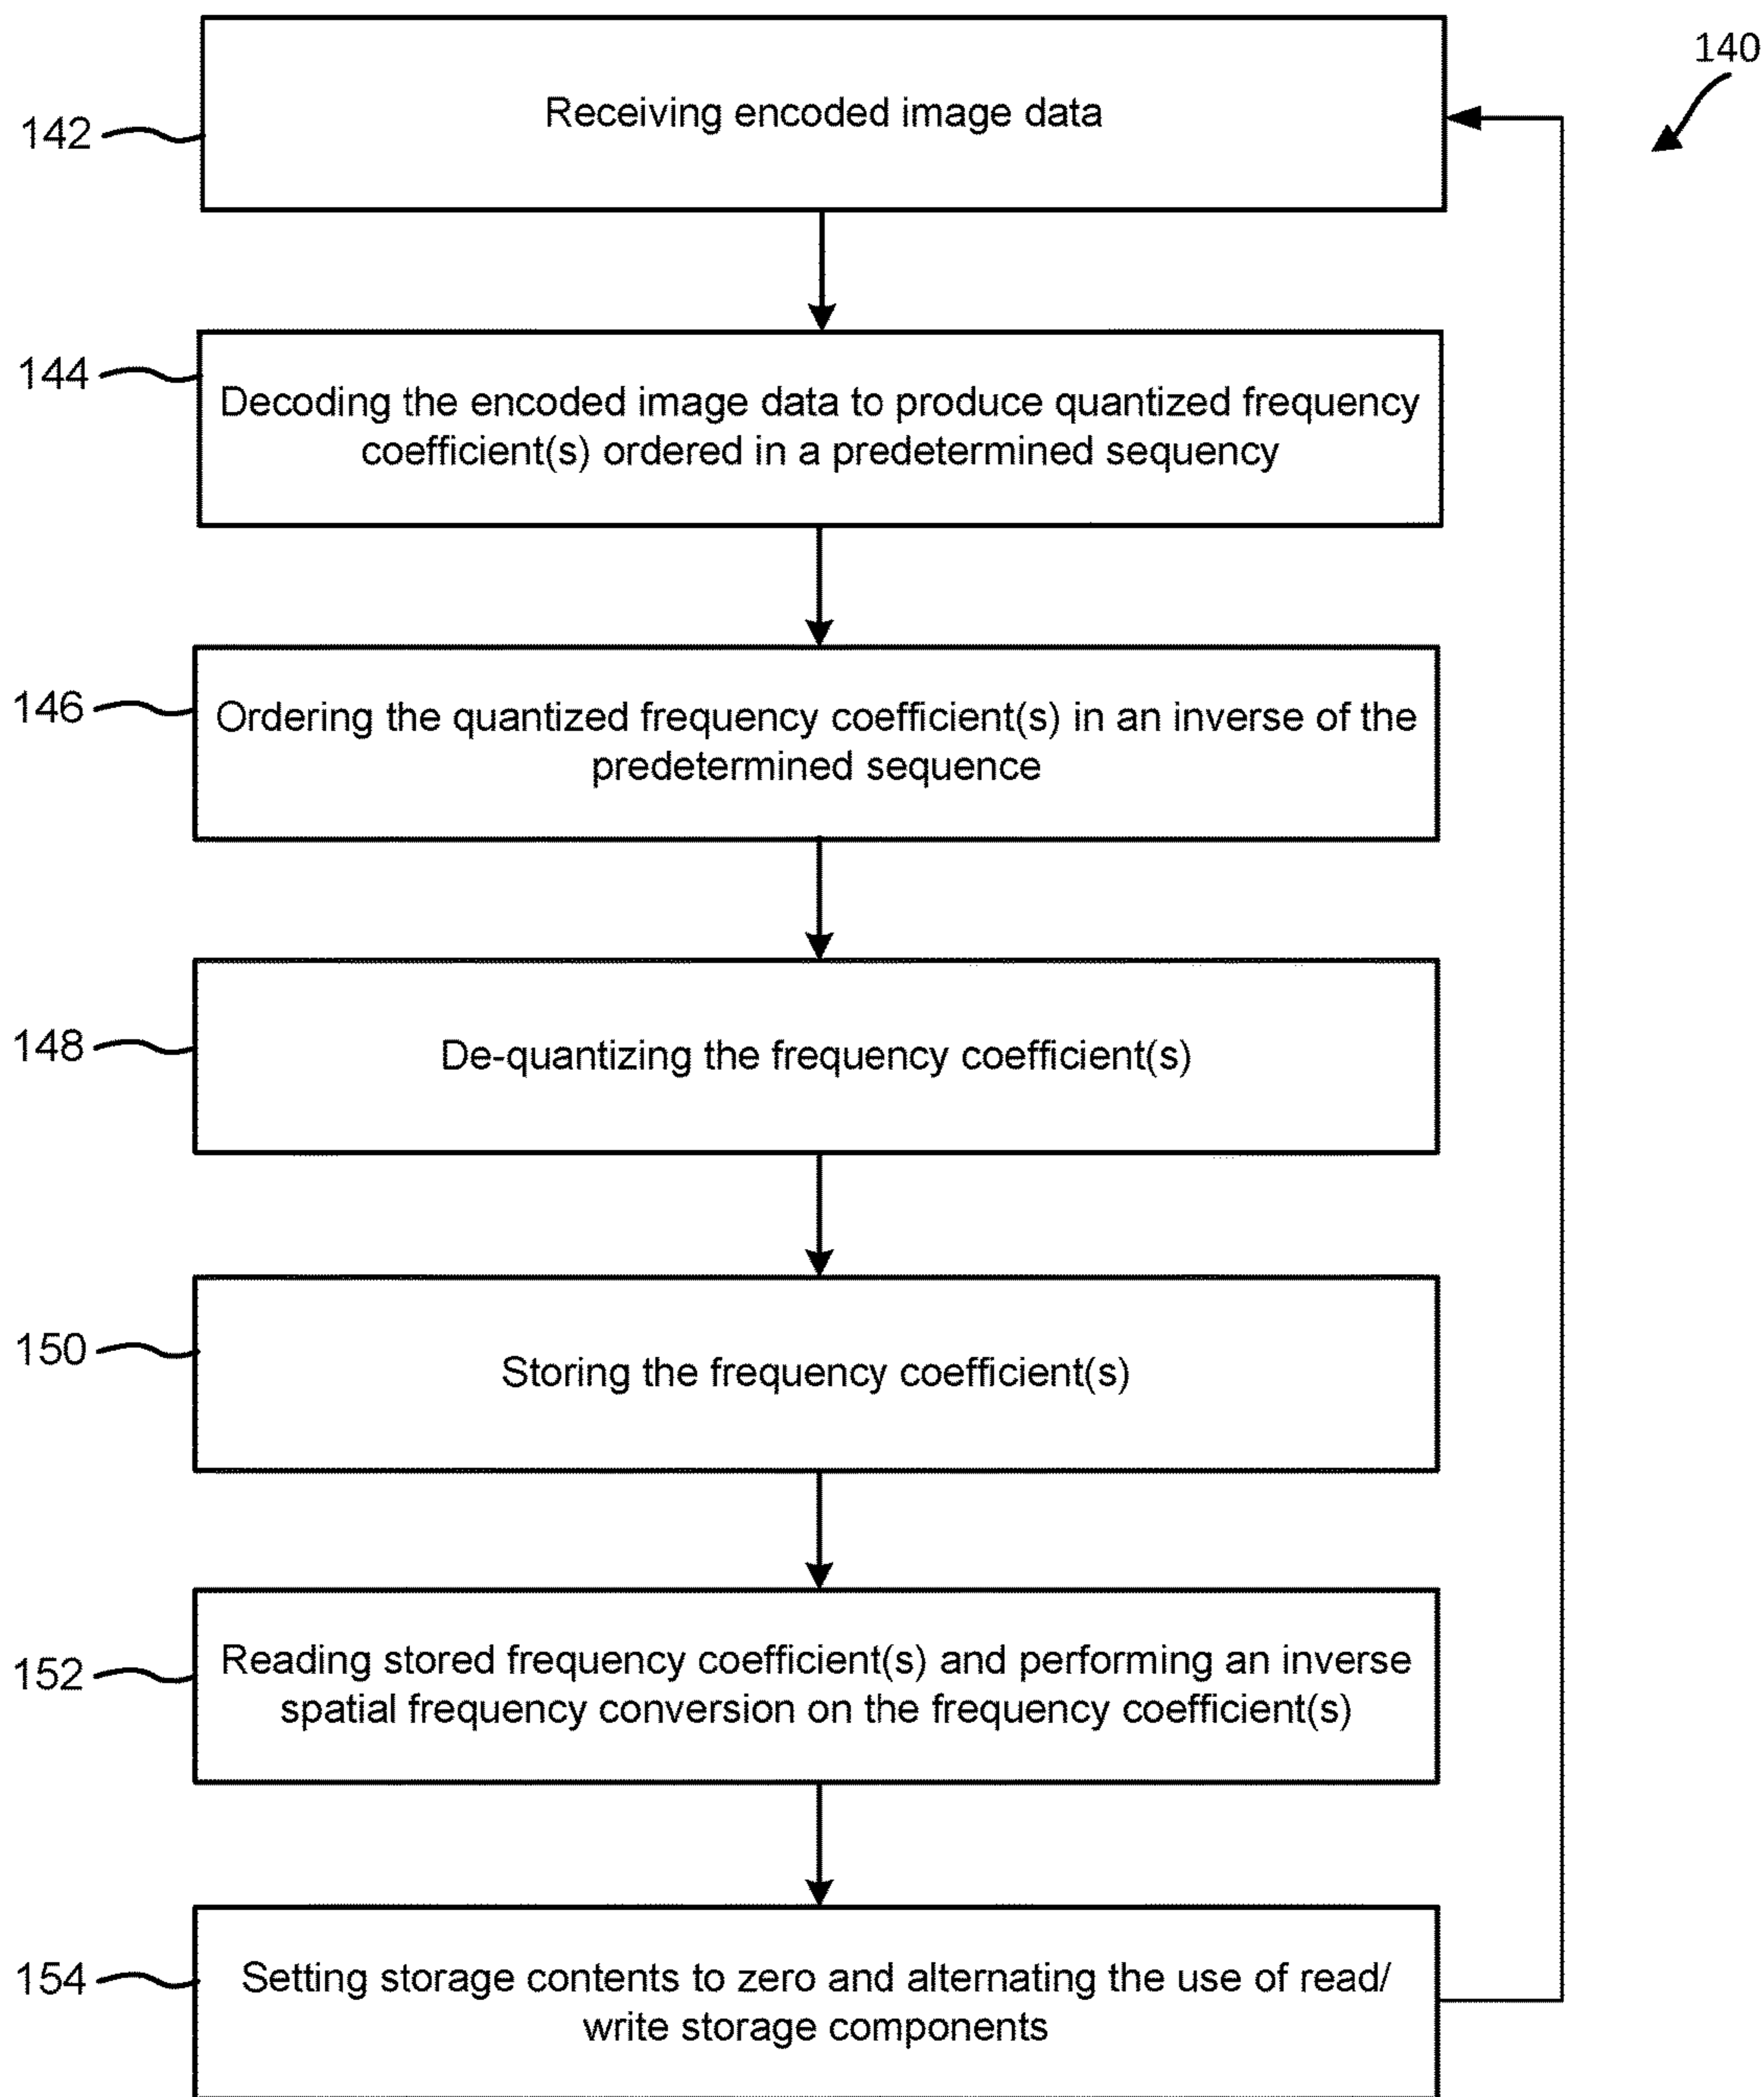 140
Receiving encoded image data
142
144
Decoding the encoded image data to produce quantized frequency
coefficient(s) ordered in a predetermined sequency
146
Ordering the quantized frequency coefficient(s) in an inverse of the
predetermined sequence
148
De-quantizing the frequency coefficient(s)
150
Storing the frequency coefficient(s)
152
Reading stored frequency coefficient(s) and performing an inverse
spatial frequency conversion on the frequency coefficient(s)
154
Setting storage contents to zero and alternating the use of read/
write storage components